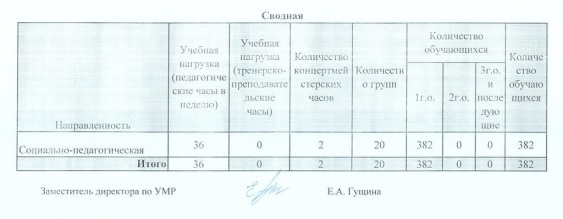 Сводная
Направленность
Учебная нагрузка (педагогиче ские часы в неделю)
Учебная нагрузка (тренерско-преподавате льские часы)
Количество концертмей стерских часов
Количеств о групп
Количество обучающихся
1г.о. 2г.о. 3г.о. и после дую щие
Количе ство обучаю щихся
Социально-педагогическая 36 0 2 20 382 0 0 382
Итого 36 0 2 20 382 0 0 382
Заместитель директора по УМР Е.А. Гущина